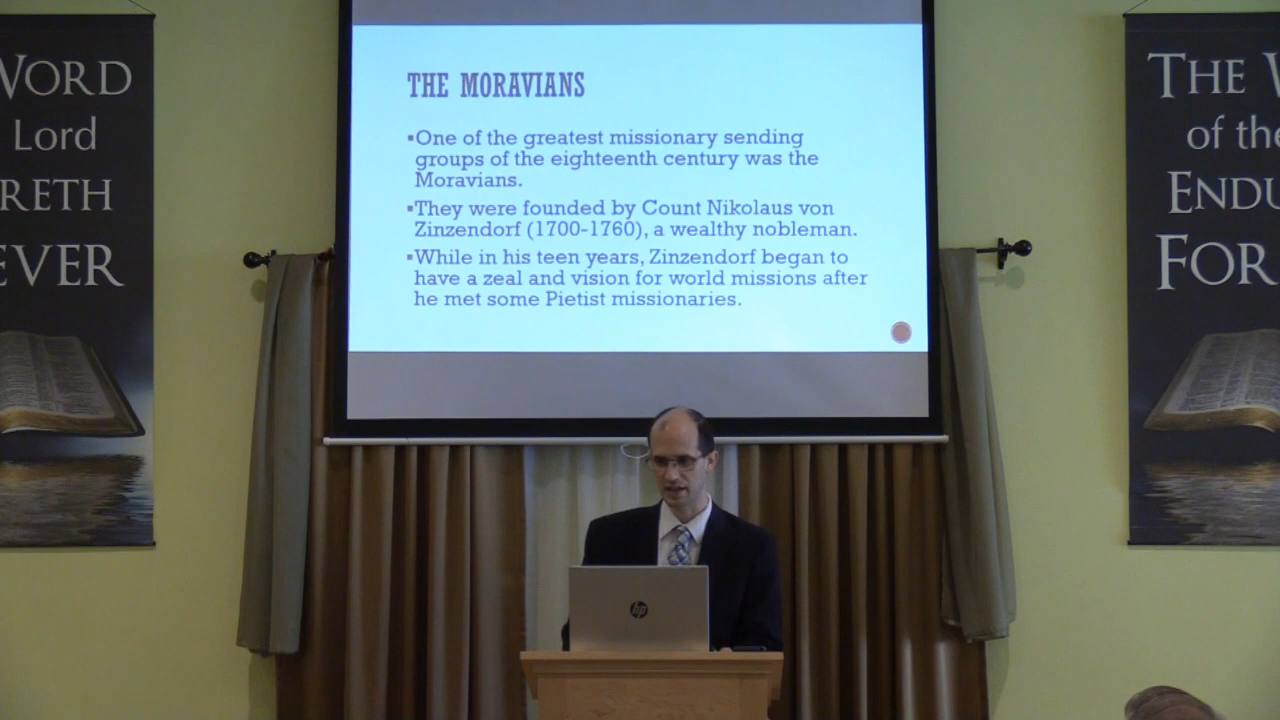 WORD
Lord
RETH
EVER
THE MORAVIANS
▪One of the greatest missionary sending
groups of the eighteenth century was the
Moravians.
▪They were founded by Count Nikolaus von
Zinzendorf (1700-1760), a wealthy nobleman.
▪While in his teen years, Zinzendorf began to
have a zeal and vision for world missions after
he met some Pietist missionaries.
THE W
of the
ENDU
FOR
hp